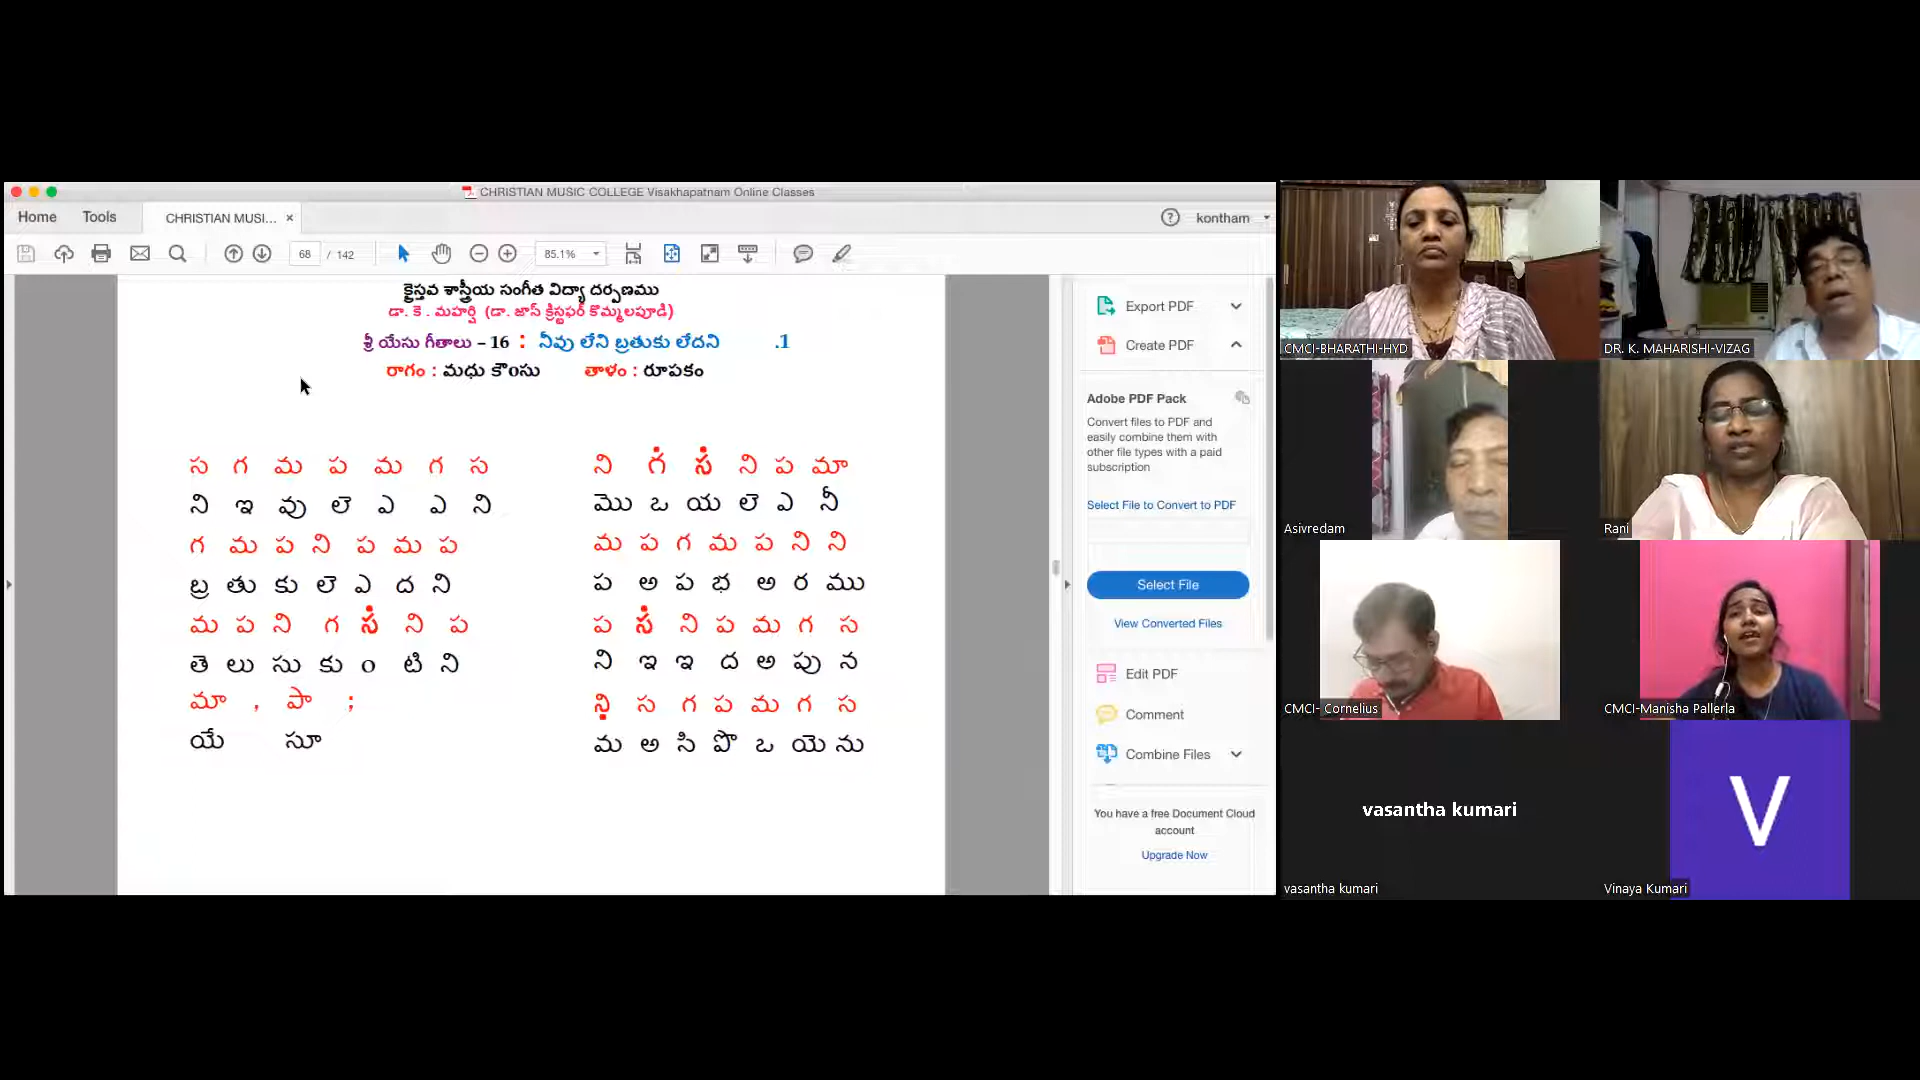 CHRISTIAN MUSIC COLLEGE Visakhapatnam Online Classes
Home Tools CHRISTIAN MUSI... × kontham
68 / 142 85.1%
క్రైస్తవ శాస్త్రీయ సంగీత విద్యా దర్పణము
డా. కె . మహర్షి (డా. జాస్ క్రిస్టఫర్ కొమ్మలపూడి)
శ్రీ యేసు గీతాలు – 16 : నీవు లేని బ్రతుకు లేదని .1
రాగం : మధు కౌంసు తాళం : రూపకం
స గ మ ప మ గ స
ని ఇ వు లె ఎ ఎ ని
గ మ ప ని ప మ ప
బ్ర తు కు లె ఎ ద ని
మ ప ని గ స̇ ని ప
తె లు సు కు ం టి ని
మా , పా ;
యే సూ
ని గ̇ స̇ ని ప మా
మొ ఒ య లె ఎ నీ
మ ప గ మ ప ని ని
ప అ ప భ అ ర ము
ప స̇ ని ప మ గ స
ని ఇ ఇ ద అ పు న
ని̣ స గ ప మ గ స
మ అ సి పొ ఒ యె ను
Export PDF
Create PDF
Adobe PDF Pack
Convert files to PDF and
easily combine them with
other file types with a paid
subscription
Select File to Convert to PDF
Select File
View Converted Files
Edit PDF
Comment
Combine Files
You have a free Document Cloud
account
Upgrade Now
CMCI-BHARATHI-HYD
DR. K. MAHARISHI-VIZAG
Asivredam
Rani
CMCI- Cornelius
CMCI-Manisha Pallerla
vasantha kumari
vasantha kumari
V
Vinaya Kumari